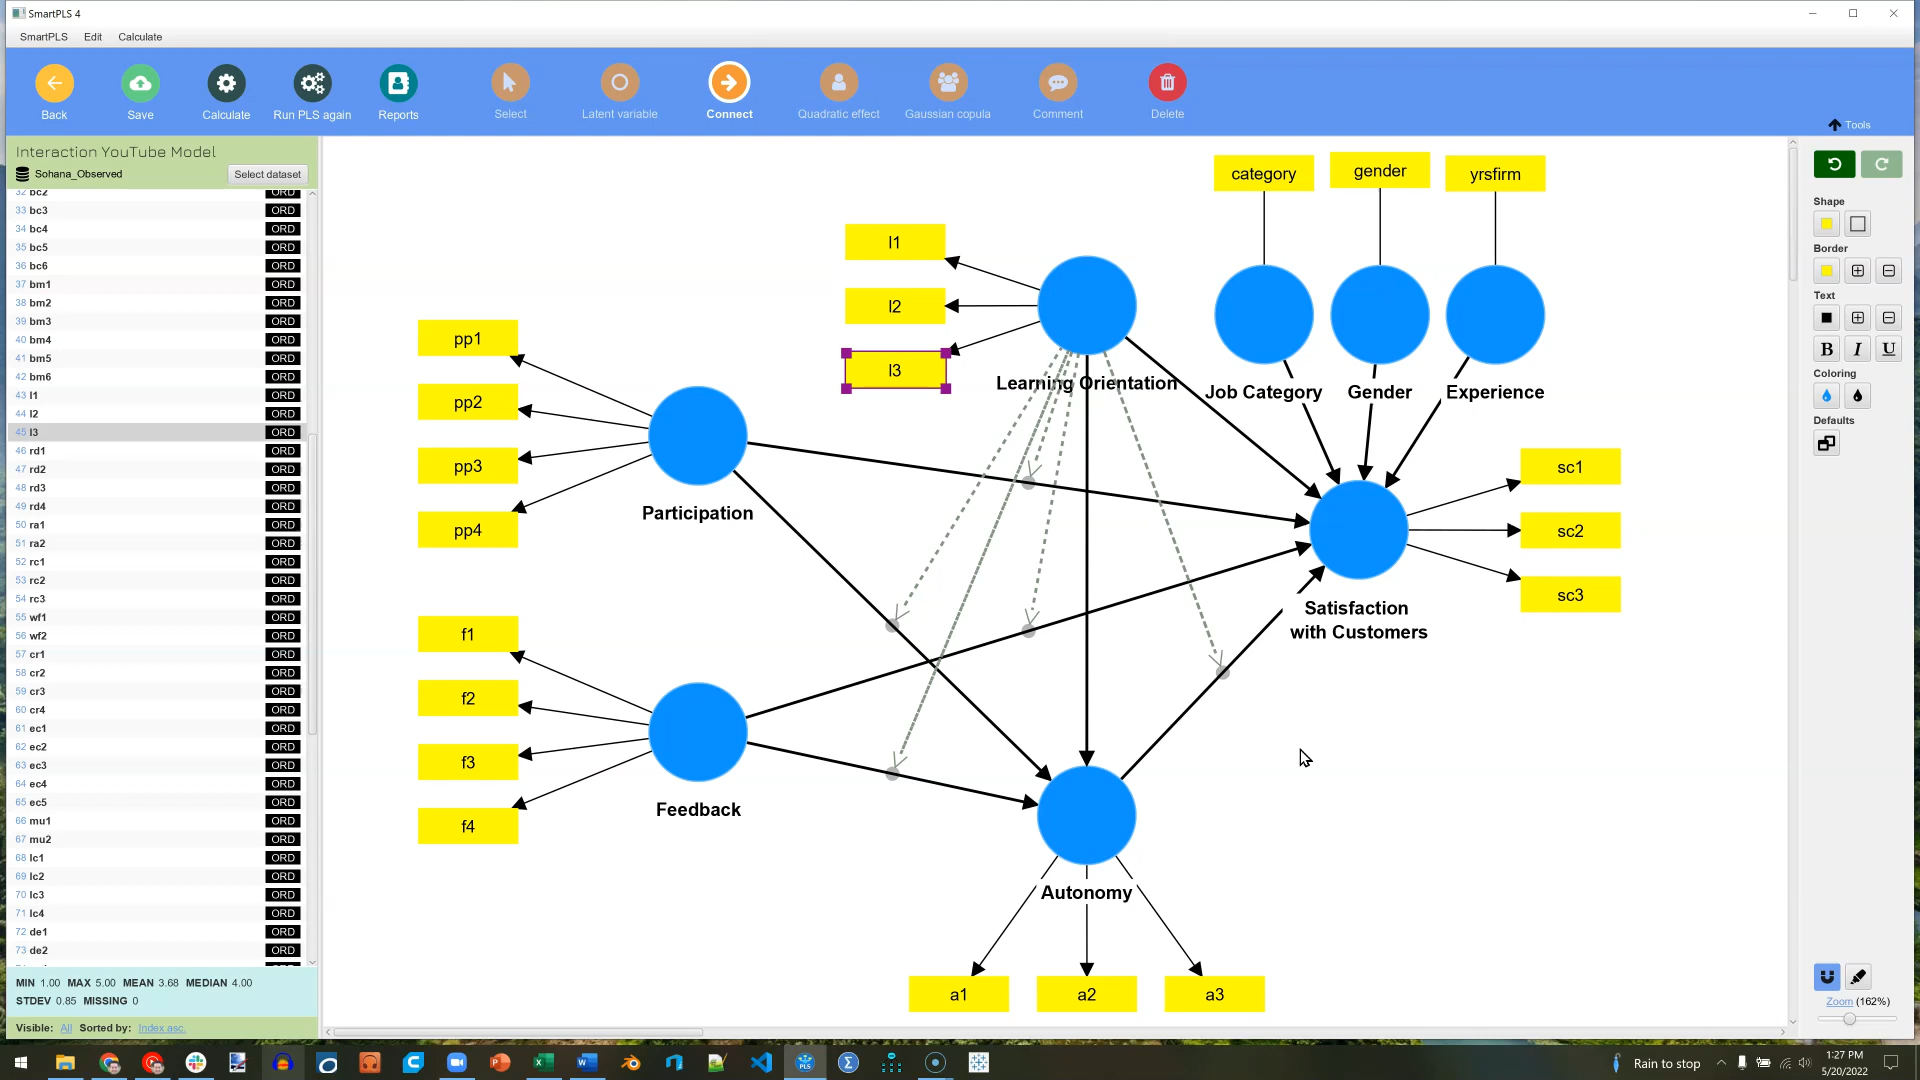 SmartPLS 4
SmartPLS Edit Calculate
Back Save Calculate Run PLS again Reports Select Latent variable Connect Quadratic effect Gaussian copula Comment Delete
Tools
Interaction YouTube Model
Sohana_Observed Select dataset
32 bc2 ORD
33 bc3 ORD
34 bc4 ORD
35 bc5 ORD
36 bc6 ORD
37 bm1 ORD
38 bm2 ORD
39 bm3 ORD
40 bm4 ORD
41 bm5 ORD
42 bm6 ORD
43 l1 ORD
44 l2 ORD
45 l3 ORD
46 rd1 ORD
47 rd2 ORD
48 rd3 ORD
49 rd4 ORD
50 ra1 ORD
51 ra2 ORD
52 rc1 ORD
53 rc2 ORD
54 rc3 ORD
55 wf1 ORD
56 wf2 ORD
57 cr1 ORD
58 cr2 ORD
59 cr3 ORD
60 cr4 ORD
61 ec1 ORD
62 ec2 ORD
63 ec3 ORD
64 ec4 ORD
65 ec5 ORD
66 mu1 ORD
67 mu2 ORD
68 lc1 ORD
69 lc2 ORD
70 lc3 ORD
71 lc4 ORD
72 de1 ORD
73 de2 ORD
MIN 1.00 MAX 5.00 MEAN 3.68 MEDIAN 4.00
STDEV 0.85 MISSING 0
Visible: All Sorted by: Index asc.
category gender yrsfirm
l1
l2
l3
Learning Orientation
Job Category Gender Experience
pp1
pp2
pp3
pp4
Participation
sc1
sc2
sc3
Satisfaction
with Customers
f1
f2
f3
f4
Feedback
Autonomy
a1 a2 a3
Shape
Border
Text
B I U
Coloring
Defaults
Zoom (162%)
PLS
Rain to stop
1:27 PM
5/20/2022